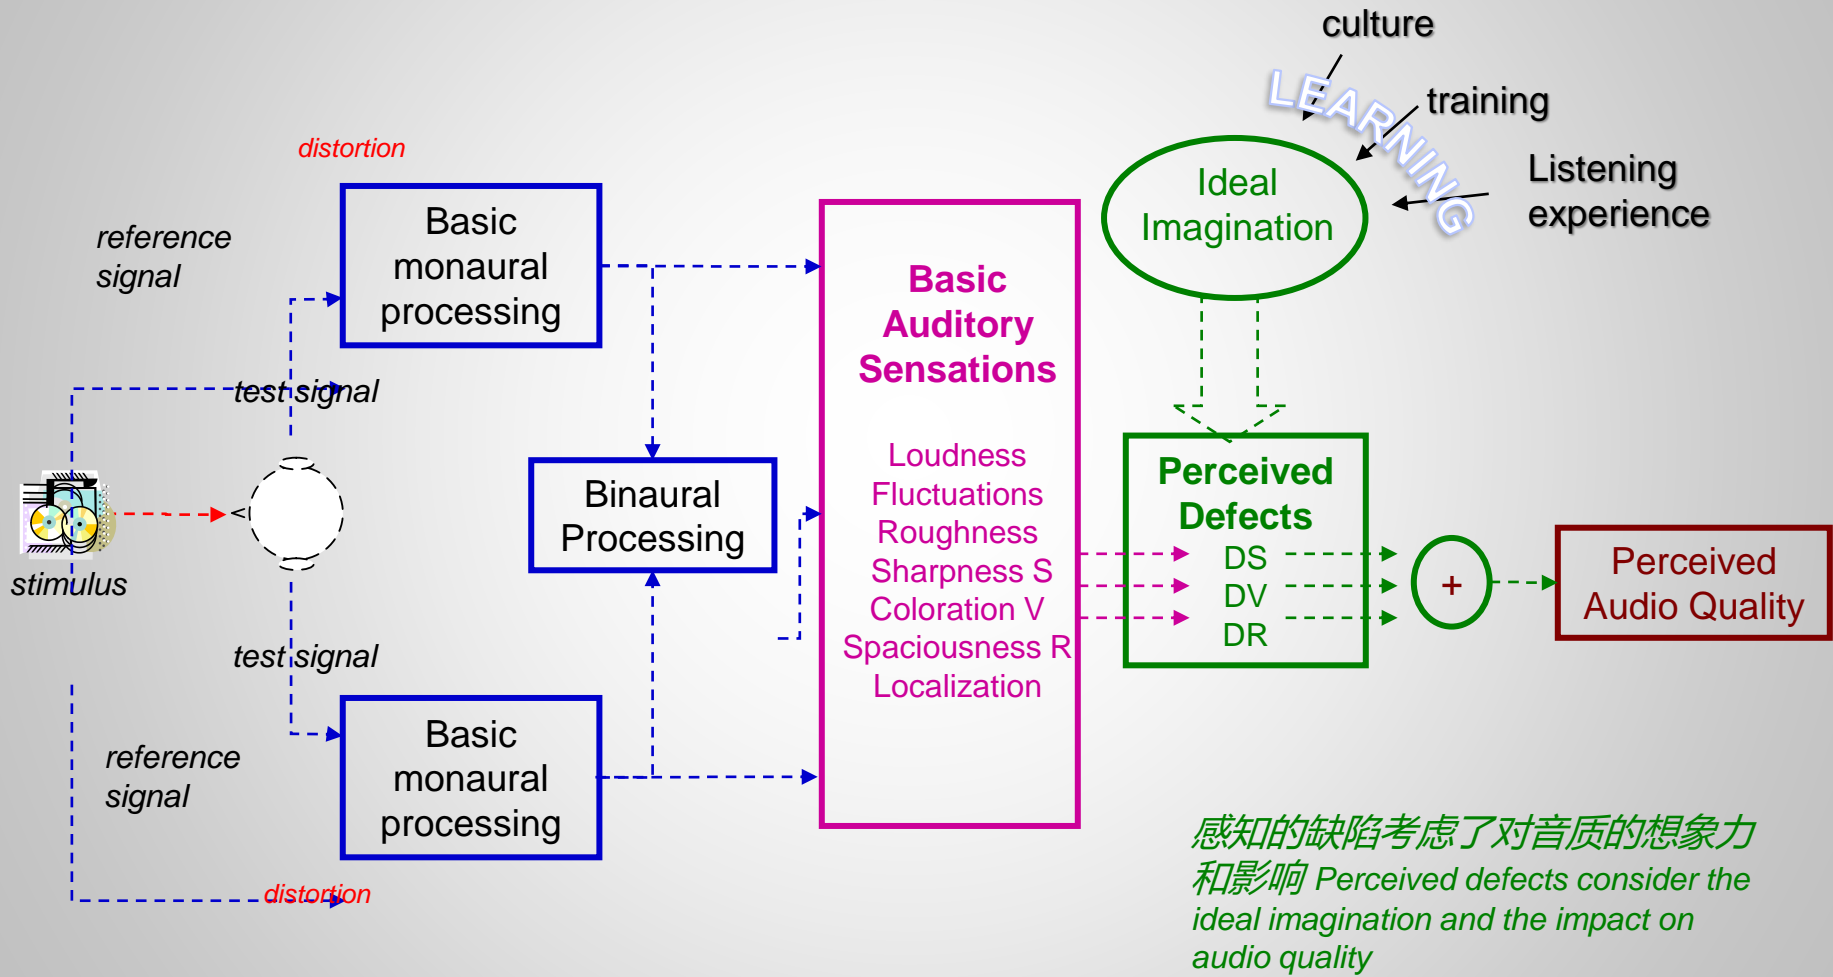 culture
LEARNING
training
Listening
experience
distortion
reference
signal
Basic
monaural
processing
Ideal
Imagination
Basic
Auditory
Sensations
test signal
Loudness
Fluctuations
Roughness
Sharpness S
Coloration V
Spaciousness R
Localization
Binaural
Processing
Perceived
Defects
DS
DV
DR
+
Perceived
Audio Quality
stimulus
test signal
reference
signal
Basic
monaural
processing
distortion
感知的缺陷考虑了对音质的想象力
和影响 Perceived defects consider the
ideal imagination and the impact on
audio quality